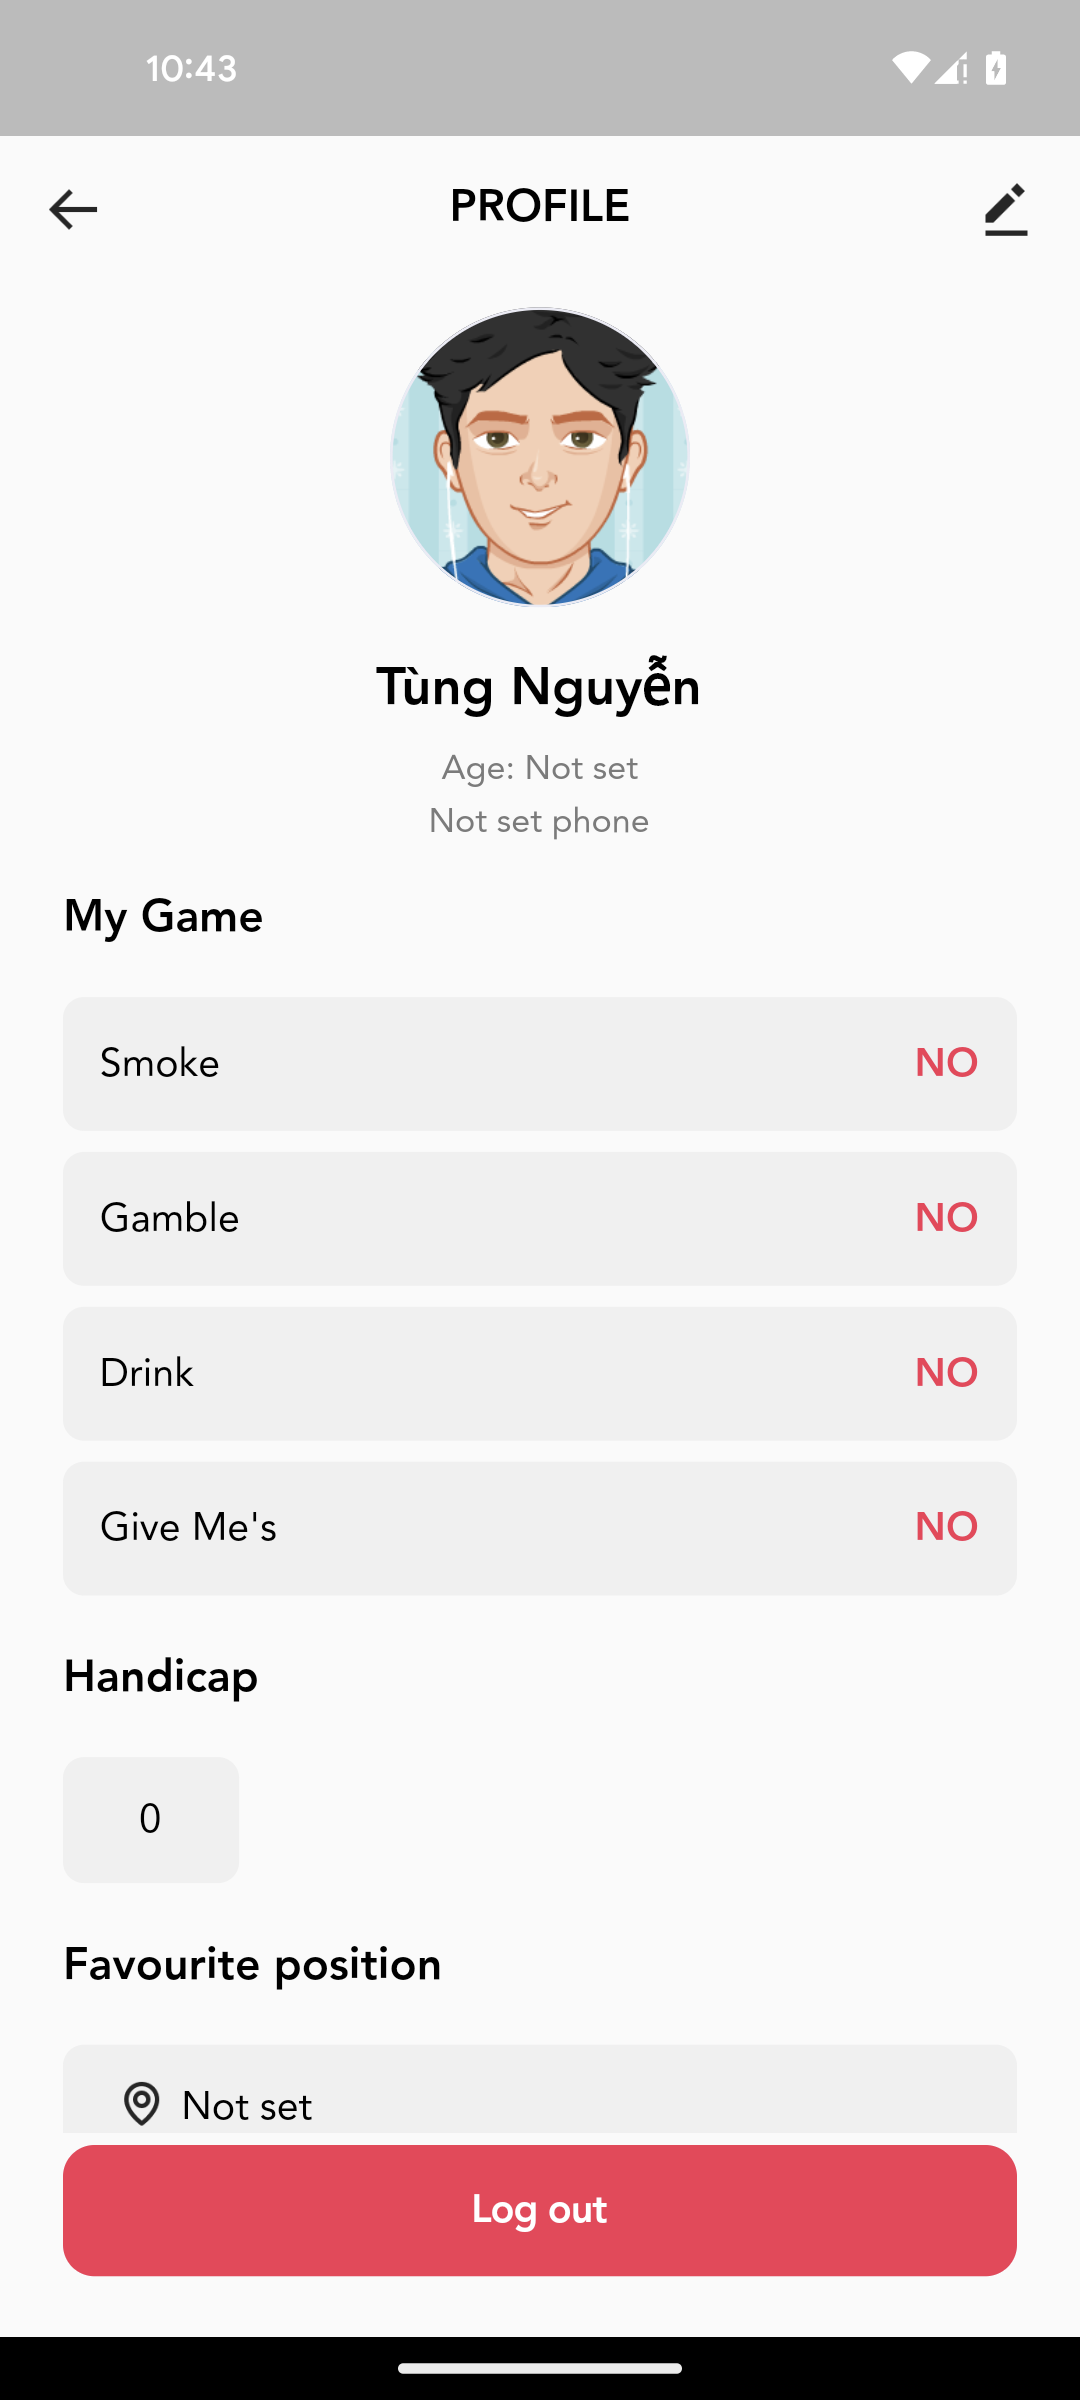 10:43
PROFILE
Tùng Nguyễn
Age: Not set
Not set phone
My Game
Smoke NO
Gamble NO
Drink NO
Give Me's NO
Handicap
0
Favourite position
Not set
Log out